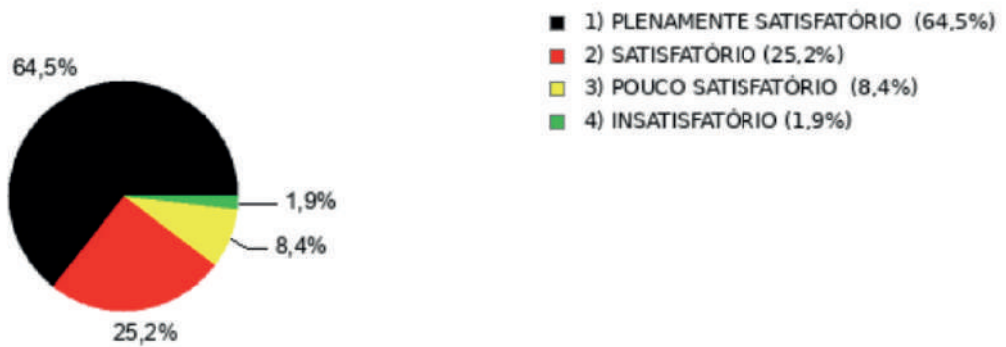 1) PLENAMENTE SATISFATÓRIO (64,5%)
2) SATISFATÓRIO (25,2%)
3) POUCO SATISFATÓRIO (8,4%)
4) INSATISFATÓRIO (1,9%)
64,5%
1,9%
8,4%
25,2%